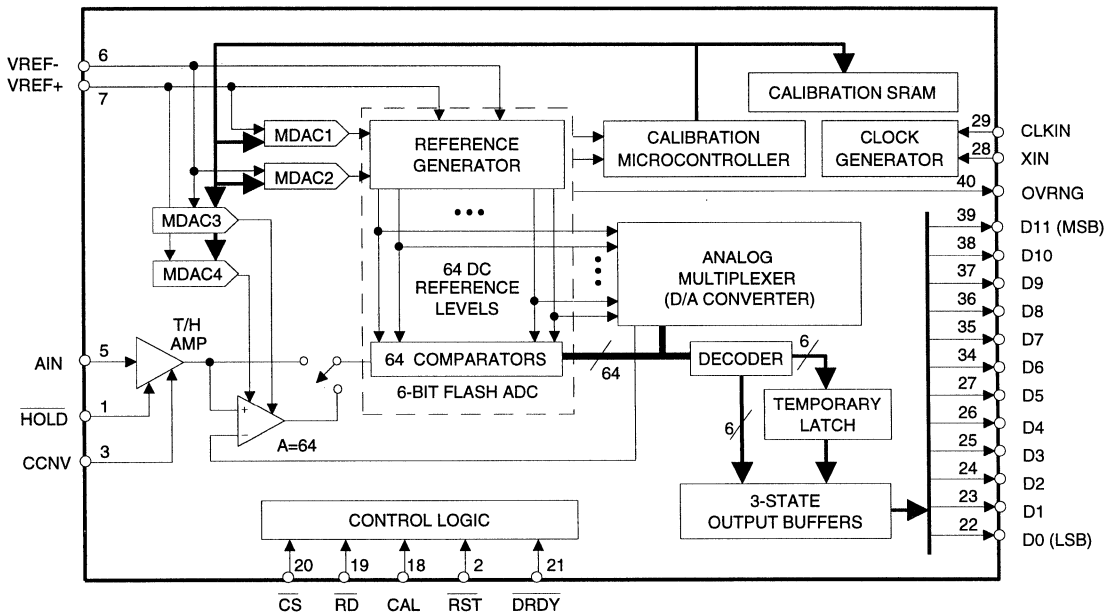 VREF-
6
VREF+
7
CALIBRATION SRAM
MDAC1
REFERENCE
GENERATOR
CALIBRATION
MICROCONTROLLER
CLOCK
GENERATOR
29
CLKIN
28
XIN
MDAC2
40
OVRNG
MDAC3
MDAC4
64 DC
REFERENCE
LEVELS
ANALOG
MULTIPLEXER
(D/A CONVERTER)
39
D11 (MSB)
38
D10
37
D9
36
D8
35
D7
34
D6
27
D5
26
D4
25
D3
24
D2
23
D1
22
D0 (LSB)
T/H
AMP
AIN
5
64 COMPARATORS
6-BIT FLASH ADC
64
DECODER
6
TEMPORARY
LATCH
6
HOLD
1
+
−
A=64
CCNV
3
3-STATE
OUTPUT BUFFERS
CONTROL LOGIC
20
19
18
2
21
CS
RD
CAL
RST
DRDY